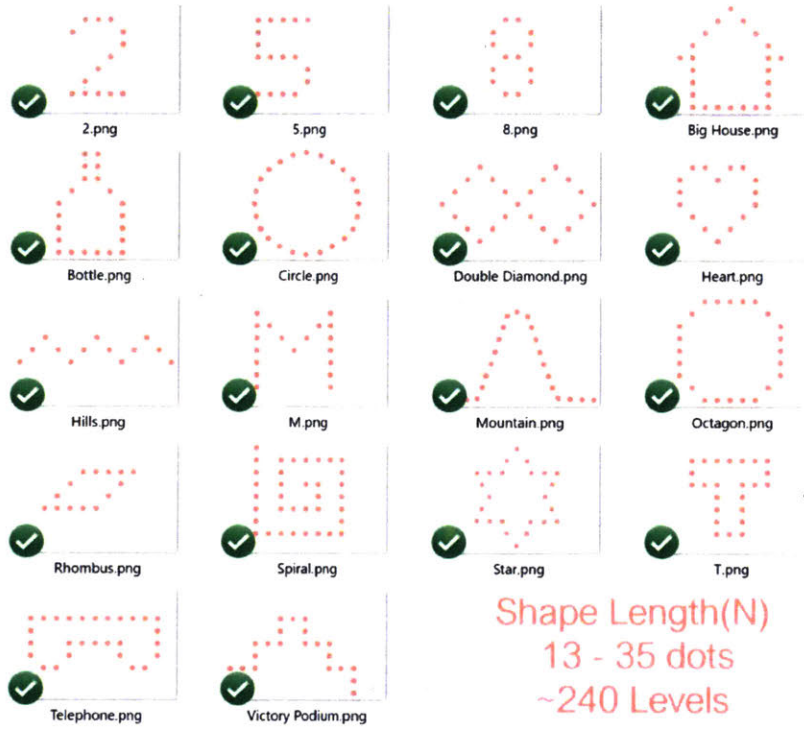 2.png
5.png
8.png
Big House.png
Bottle.png
Circle.png
Double Diamond.png
Heart.png
Hills.png
M.png
Mountain.png
Octagon.png
Rhombus.png
Spiral.png
Star.png
T.png
Telephone.png
Victory Podium.png
Shape Length(N)
13 - 35 dots
~240 Levels